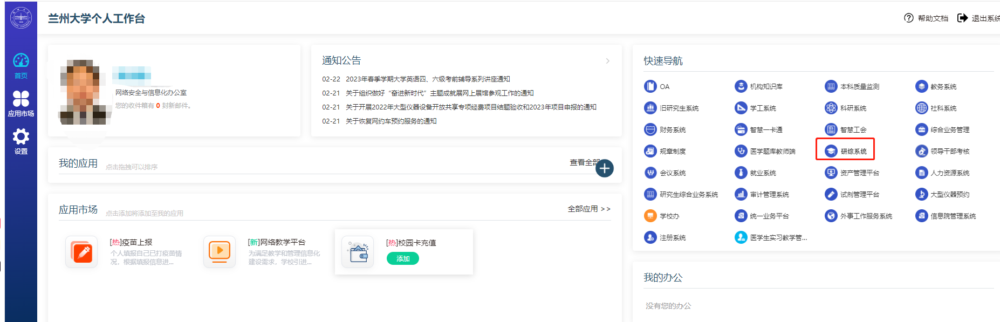 兰州大学个人工作台
帮助文档
退出系统
首页
应用市场
设置
网络安全与信息化办公室
您的收件箱有 0 封新邮件。
通知公告
02-22 2023年春季学期大学英语四、六级考前辅导系列讲座通知
02-21 关于组织做好“奋进新时代”主题成就展网上展馆参观工作的通知
02-21 关于开展2022年大型仪器设备开放共享专项经费项目结题验收和2023年项目申报的通知
02-21 关于恢复网约车预约服务的通知
我的应用 点击拖拽可以排序
查看全部
应用市场 点击添加将添加至我的应用
全部应用 >>
[热]疫苗上报
个人填报自己已打疫苗情
况，根据填报信息进...
[新]网络教学平台
为满足教学和管理信息化
建设需求，学校引进...
[热]校园卡充值
添加
快速导航
OA 机构知识库 本科质量监测 教务系统
旧研究生系统 学工系统 科研系统 社科系统
财务系统 智慧一卡通 智慧工会 综合业务管理
规章制度 医学题库教师端 研综系统 领导干部考核
会议系统 就业系统 资产管理平台 人力资源系统
研究生综合业务系统 审计管理系统 试剂管理平台 大型仪器预约
学校办 统一业务平台 外事工作服务系统 信息院管理系统
注册系统 医学生实习教学管...
我的办公
没有您的办公